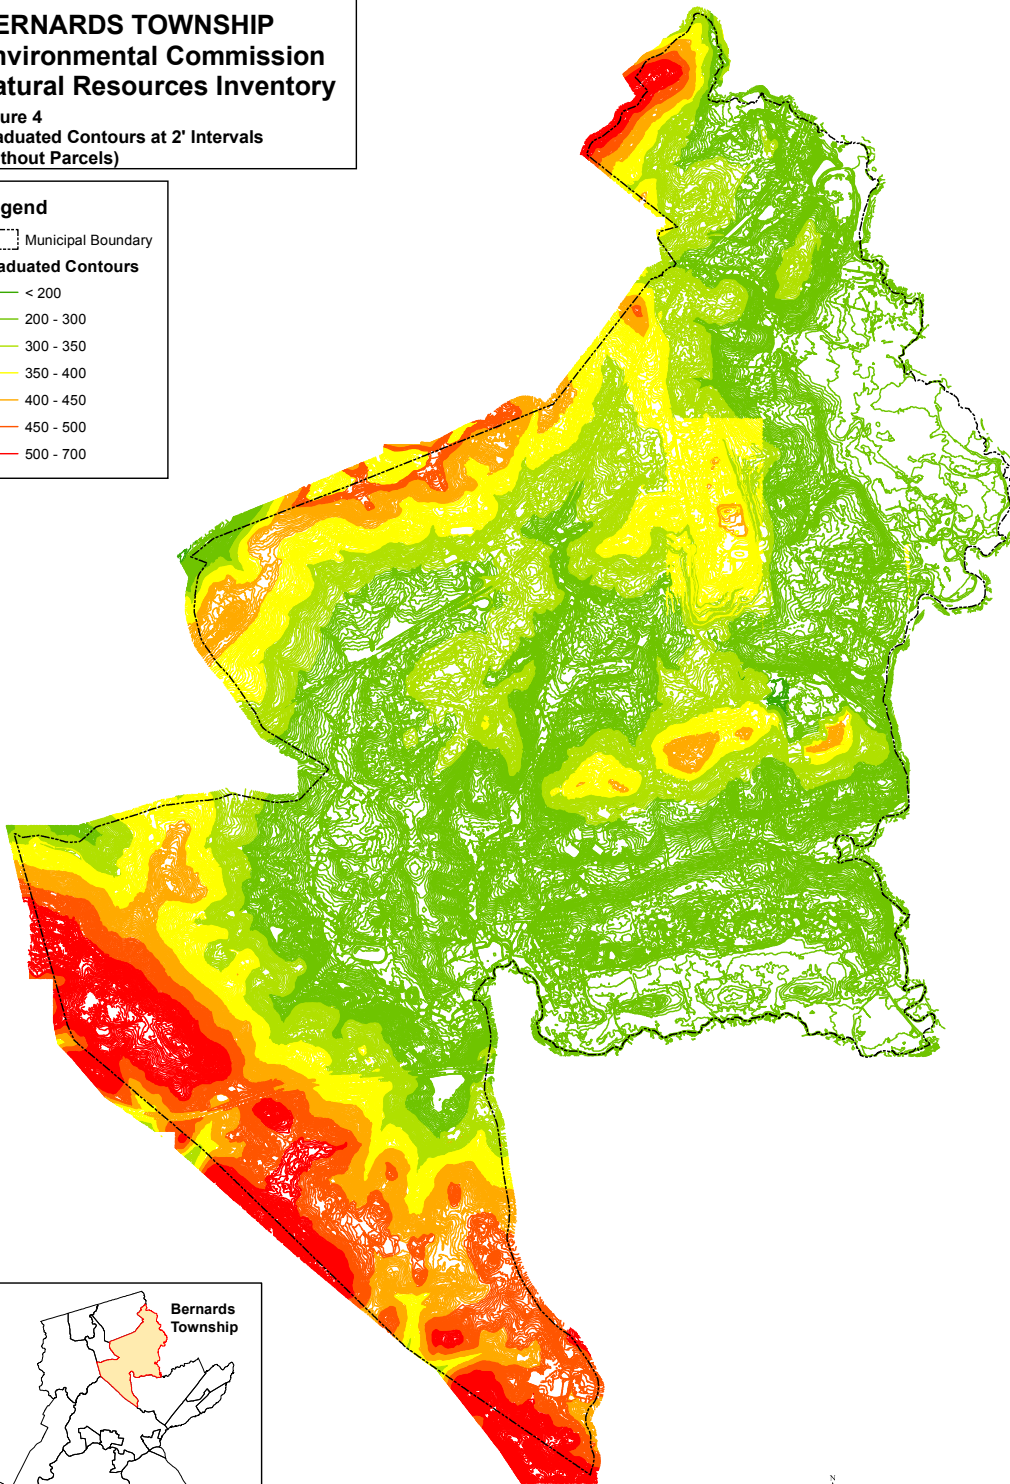 ERNARDS TOWNSHIP
nvironmental Commission
atural Resources Inventory
ure 4
aduated Contours at 2' Intervals
thout Parcels)
gend
Municipal Boundary
aduated Contours
< 200
200 - 300
300 - 350
350 - 400
400 - 450
450 - 500
500 - 700
Bernards
Township
N